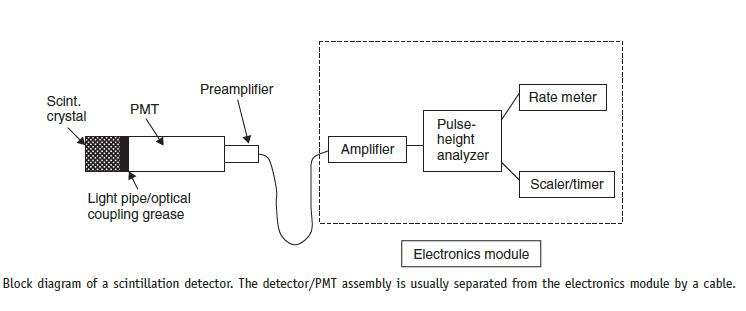 Scint.
crystal
PMT
Preamplifier
Light pipe/optical
coupling grease
Amplifier
Pulse-
height
analyzer
Rate meter
Scaler/timer
Electronics module
Block diagram of a scintillation detector. The detector/PMT assembly is usually separated from the electronics module by a cable.